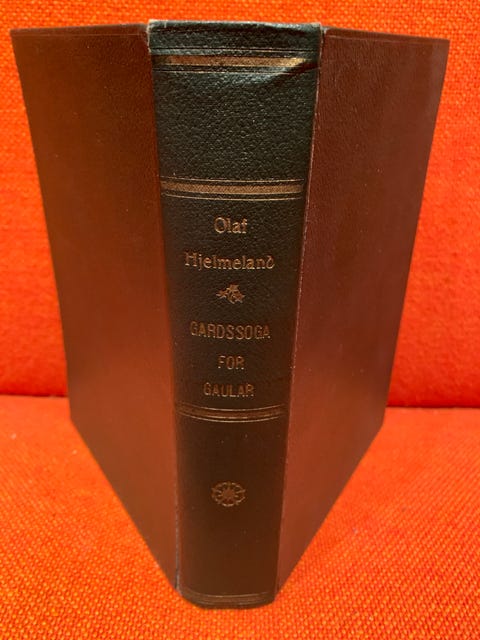 Olaf
Hjelmeland
GARDSSOGA
FOR
GAULAR